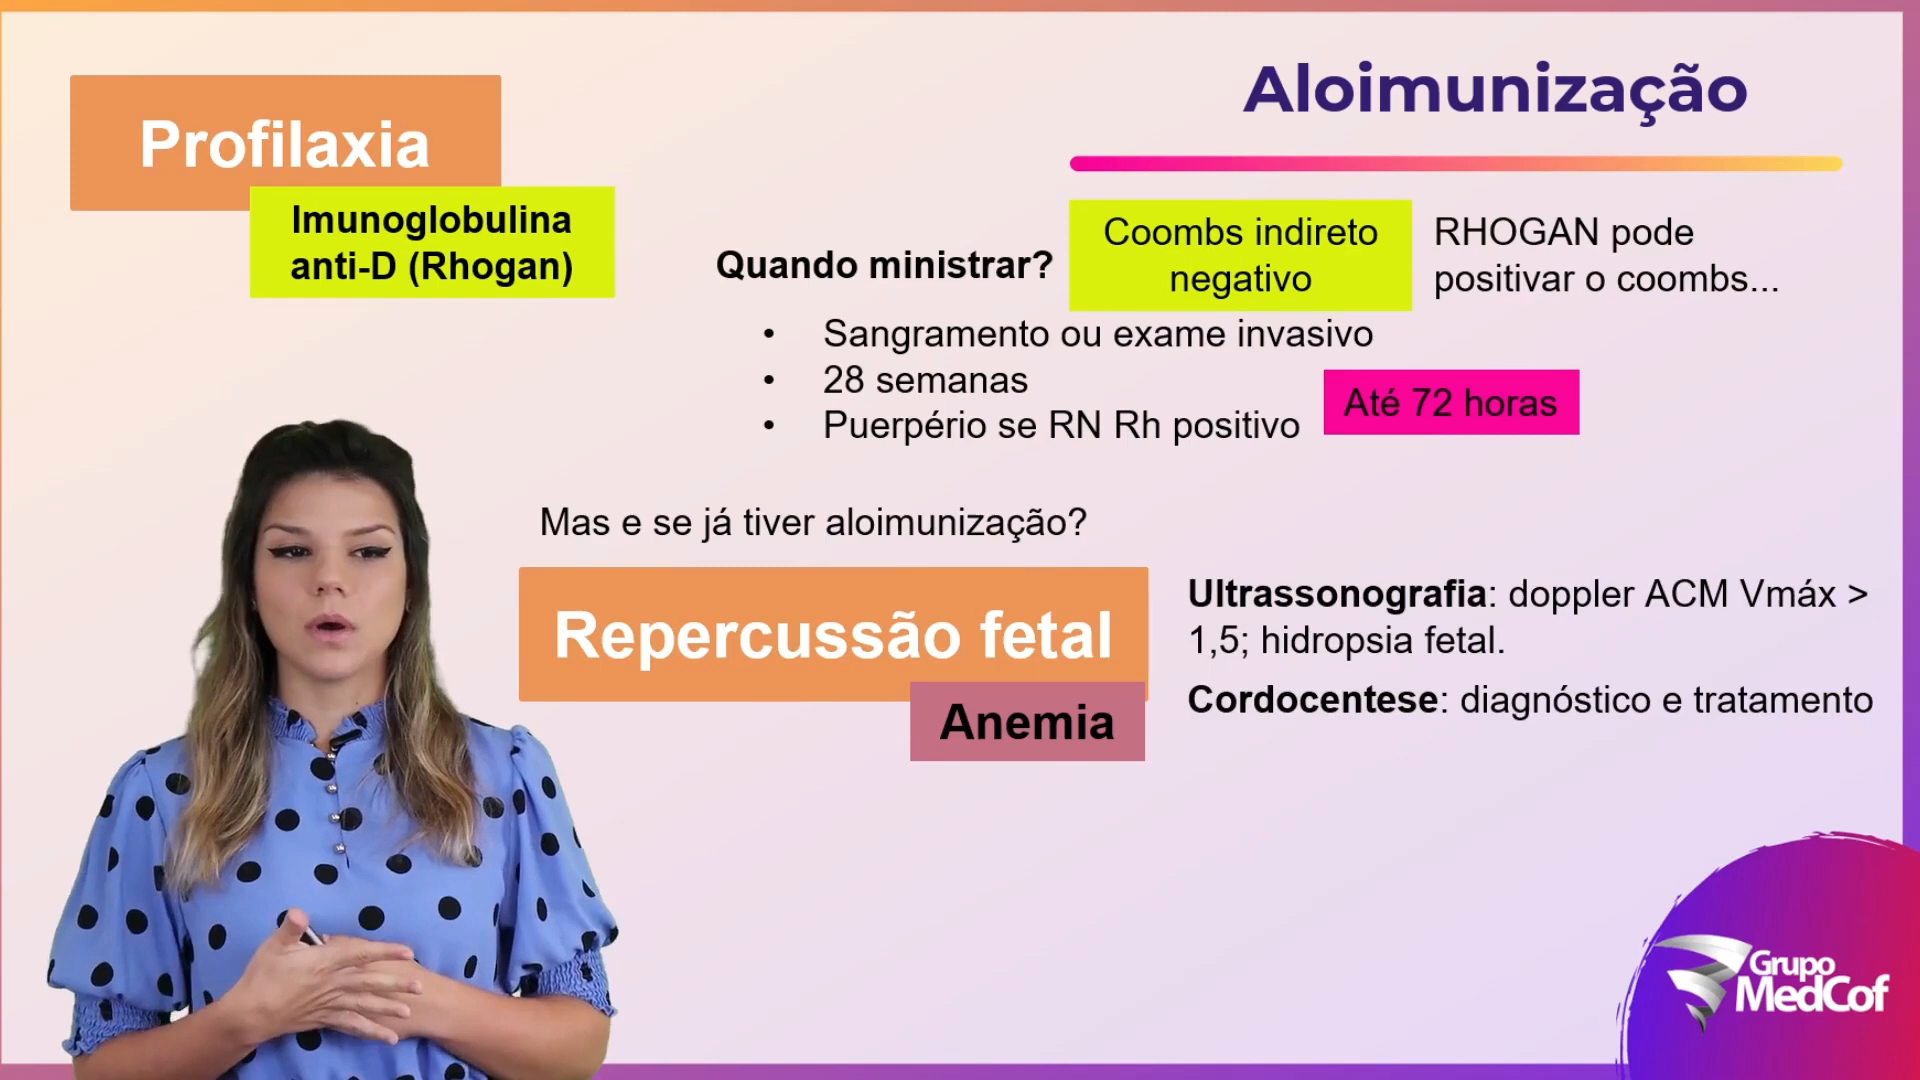 Aloimunização
Profilaxia
Imunoglobulina
anti-D (Rhogan)
Quando ministrar?
Coombs indireto
negativo
RHOGAN pode
positivar o coombs...
• Sangramento ou exame invasivo
• 28 semanas
• Puerpério se RN Rh positivo
Até 72 horas
Mas e se já tiver aloimunização?
Repercussão fetal
Anemia
Ultrassonografia: doppler ACM Vmáx >
1,5; hidropsia fetal.
Cordocentese: diagnóstico e tratamento
Grupo
MedCof